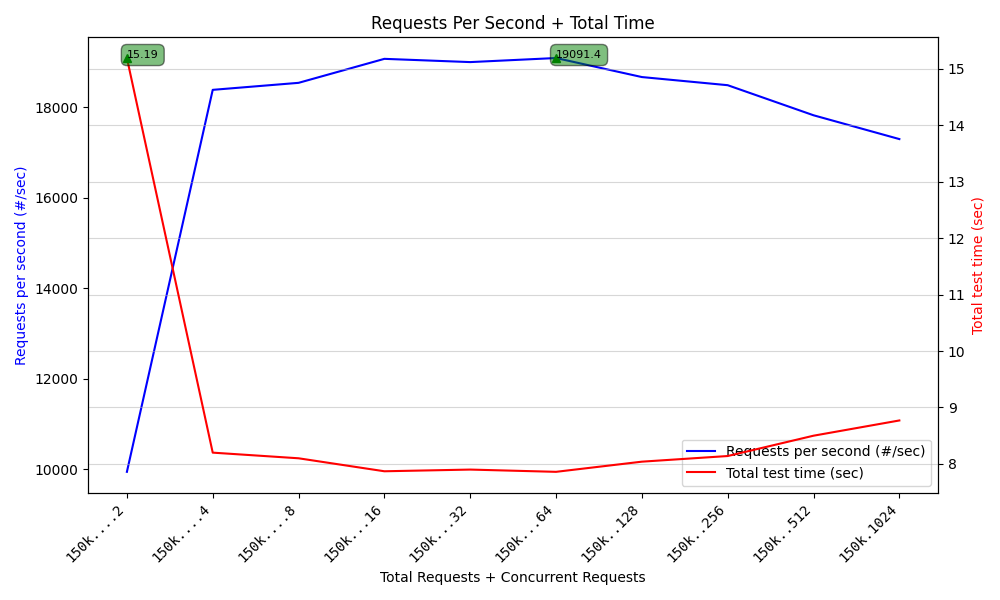 Requests Per Second + Total Time
15.19
19091.4
Requests per second (#/sec)
18000
16000
14000
12000
10000
15
14
13
12
11
10
9
8
Total test time (sec)
Requests per second (#/sec)
Total test time (sec)
150k....2
150k....4
150k....8
150k...16
150k...32
150k...64
150k..128
150k..256
150k..512
150k.1024
Total Requests + Concurrent Requests